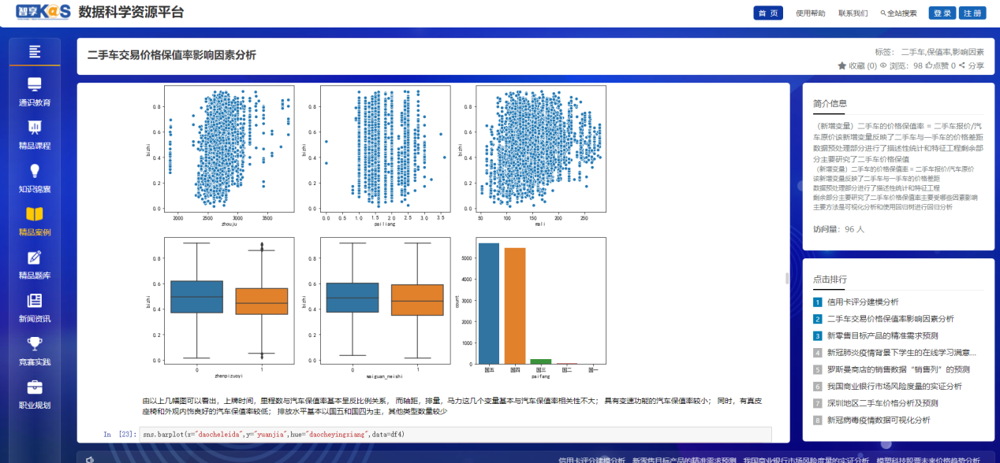 智享KaS 数据科学资源平台
首 页 使用帮助 联系我们 全站搜索 登 录 注 册
通识教育
精品课程
知识锦囊
精品案例
精品题库
新闻资讯
竞赛实践
职业规划
二手车交易价格保值率影响因素分析
标签： 二手车,保值率,影响因素
收藏 (0) 浏览：98 点赞 0 分享
bizhi
0.8
0.6
0.4
0.2
0.0
2000 2500 3000 3500
zhouju
bizhi
0.8
0.6
0.4
0.2
0.0
0.0 0.5 1.0 1.5 2.0 2.5 3.0 3.5
pailiang
bizhi
0.8
0.6
0.4
0.2
0.0
50 100 150 200 250
mali
bizhi
0.8
0.6
0.4
0.2
0.0
0 1
zhenpizuoyi
bizhi
0.8
0.6
0.4
0.2
0.0
0 1
waiguan_neishi
count
5000
4000
3000
2000
1000
0
国五 国四 国三 国二 国一
paifang
由以上几幅图可以看出，上牌时间，里程数与汽车保值率基本呈反比例关系， 而轴距，排量，马力这几个变量基本与汽车保值率相关性不大； 具有变速功能的汽车保值率较小； 同时，有真皮
座椅和外观内饰良好的汽车保值率较低； 排放水平基本以国五和国四为主，其他类型数量较少
In [23]: sns.barplot(x="daocheleida",y="yuanjia",hue="daocheyingxiang",data=df4)
简介信息
（新增变量）二手车的价格保值率 = 二手车报价/汽
车原价该新增变量反映了二手车与一手车的价格差距
数据预处理部分进行了描述性统计和特征工程剩余部
分主要研究了二手车价格保值
（新增变量）二手车的价格保值率 = 二手车报价/汽车原价
该新增变量反映了二手车与一手车的价格差距
数据预处理部分进行了描述性统计和特征工程
剩余部分主要研究了二手车价格保值率主要受哪些因素影响
主要方法是可视化分析和使用回归树进行回归分析
访问量：96 人
点击排行
1 信用卡评分建模分析
2 二手车交易价格保值率影响因素分析
3 新零售目标产品的精准需求预测
4 新冠肺炎疫情背景下学生的在线学习满意...
5 罗斯曼商店的销售数据“销售列”的预测
6 我国商业银行市场风险度量的实证分析
7 深圳地区二手车价格分析及预测
8 新冠病毒疫情数据可视化分析
信用卡评分建模分析 新零售目标产品的精准需求预测 我国商业银行市场风险度量的实证分析 模塑科技股票未来价格趋势分析